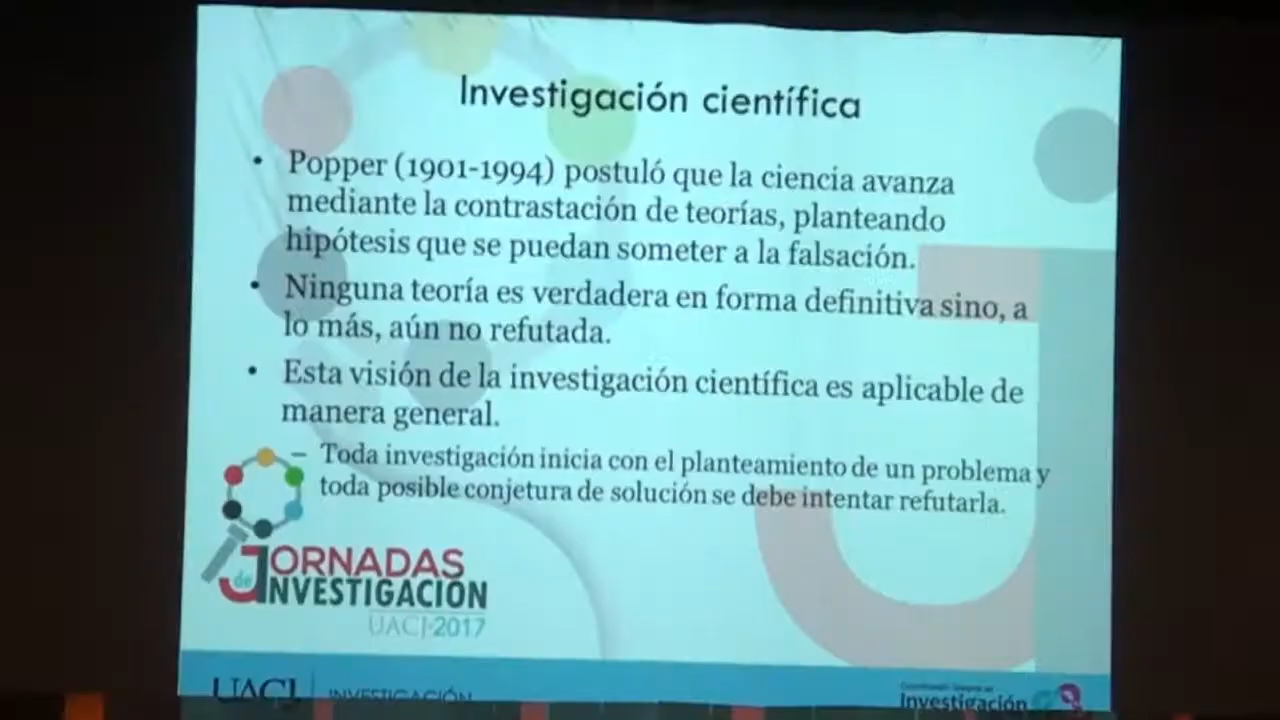 Investigación científica
• Popper (1901-1994) postuló que la ciencia avanza
mediante la contrastación de teorías, planteando
hipótesis que se puedan someter a la falsación.
• Ninguna teoría es verdadera en forma definitiva sino, a
lo más, aún no refutada.
• Esta visión de la investigación científica es aplicable de
manera general.
– Toda investigación inicia con el planteamiento de un problema y
toda posible conjetura de solución se debe intentar refutarla.
JORNADAS
de INVESTIGACIÓN
UACJ-2017
UACJ INVESTIGACIÓN
Investigación